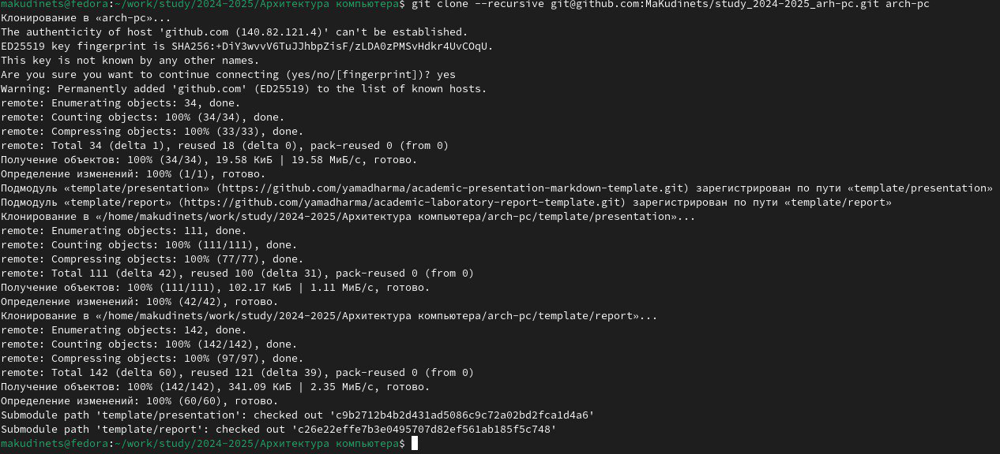 makudinets@fedora:~/work/study/2024-2025/Архитектура компьютера$ git clone --recursive git@github.com:MaKudinets/study_2024-2025_arh-pc.git arch-pc
Клонирование в «arch-pc»...
The authenticity of host 'github.com (140.82.121.4)' can't be established.
ED25519 key fingerprint is SHA256:+DiY3wvvV6TuJJhbpZisF/zLDA0zPMSvHdkr4UvCOqU.
This key is not known by any other names.
Are you sure you want to continue connecting (yes/no/[fingerprint])? yes
Warning: Permanently added 'github.com' (ED25519) to the list of known hosts.
remote: Enumerating objects: 34, done.
remote: Counting objects: 100% (34/34), done.
remote: Compressing objects: 100% (33/33), done.
remote: Total 34 (delta 1), reused 18 (delta 0), pack-reused 0 (from 0)
Получение объектов: 100% (34/34), 19.58 КиБ | 19.58 МиБ/с, готово.
Определение изменений: 100% (1/1), готово.
Подмодуль «template/presentation» (https://github.com/yamadharma/academic-presentation-markdown-template.git) зарегистрирован по пути «template/presentation»
Подмодуль «template/report» (https://github.com/yamadharma/academic-laboratory-report-template.git) зарегистрирован по пути «template/report»
Клонирование в «/home/makudinets/work/study/2024-2025/Архитектура компьютера/arch-pc/template/presentation»...
remote: Enumerating objects: 111, done.
remote: Counting objects: 100% (111/111), done.
remote: Compressing objects: 100% (77/77), done.
remote: Total 111 (delta 42), reused 100 (delta 31), pack-reused 0 (from 0)
Получение объектов: 100% (111/111), 102.17 КиБ | 1.11 МиБ/с, готово.
Определение изменений: 100% (42/42), готово.
Клонирование в «/home/makudinets/work/study/2024-2025/Архитектура компьютера/arch-pc/template/report»...
remote: Enumerating objects: 142, done.
remote: Counting objects: 100% (142/142), done.
remote: Compressing objects: 100% (97/97), done.
remote: Total 142 (delta 60), reused 121 (delta 39), pack-reused 0 (from 0)
Получение объектов: 100% (142/142), 341.09 КиБ | 2.35 МиБ/с, готово.
Определение изменений: 100% (60/60), готово.
Submodule path 'template/presentation': checked out 'c9b2712b4b2d431ad5086c9c72a02bd2fca1d4a6'
Submodule path 'template/report': checked out 'c26e22effe7b3e0495707d82ef561ab185f5c748'
makudinets@fedora:~/work/study/2024-2025/Архитектура компьютера$